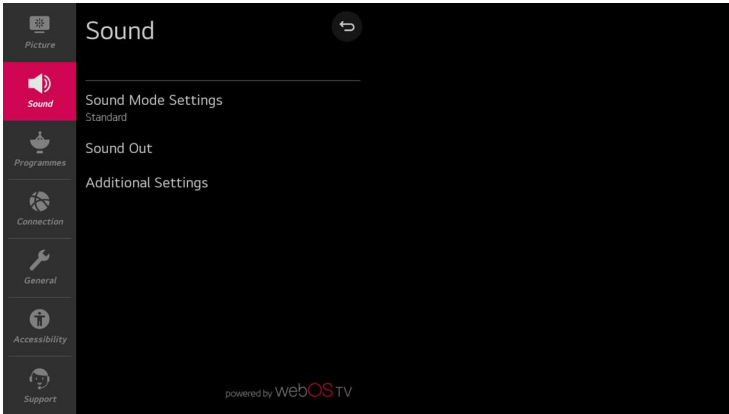 Picture
Sound
Programmes
Connection
General
Accessibility
Support
Sound
Sound Mode Settings
Standard
Sound Out
Additional Settings
powered by webOS TV